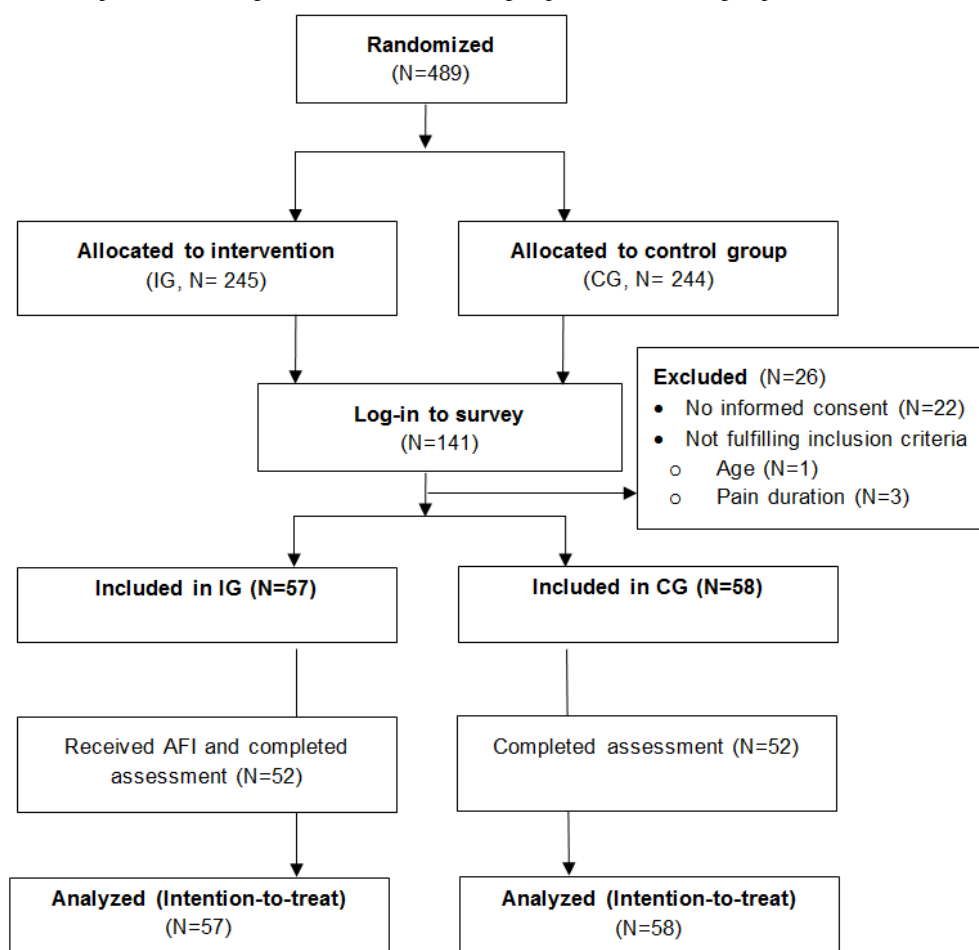 Randomized
(N=489)
Allocated to intervention
(IG, N= 245)
Allocated to control group
(CG, N= 244)
Excluded (N=26)
• No informed consent (N=22)
• Not fulfilling inclusion criteria
o Age (N=1)
o Pain duration (N=3)
Log-in to survey
(N=141)
Included in IG (N=57)
Included in CG (N=58)
Received AFI and completed
assessment (N=52)
Completed assessment (N=52)
Analyzed (Intention-to-treat)
(N=57)
Analyzed (Intention-to-treat)
(N=58)